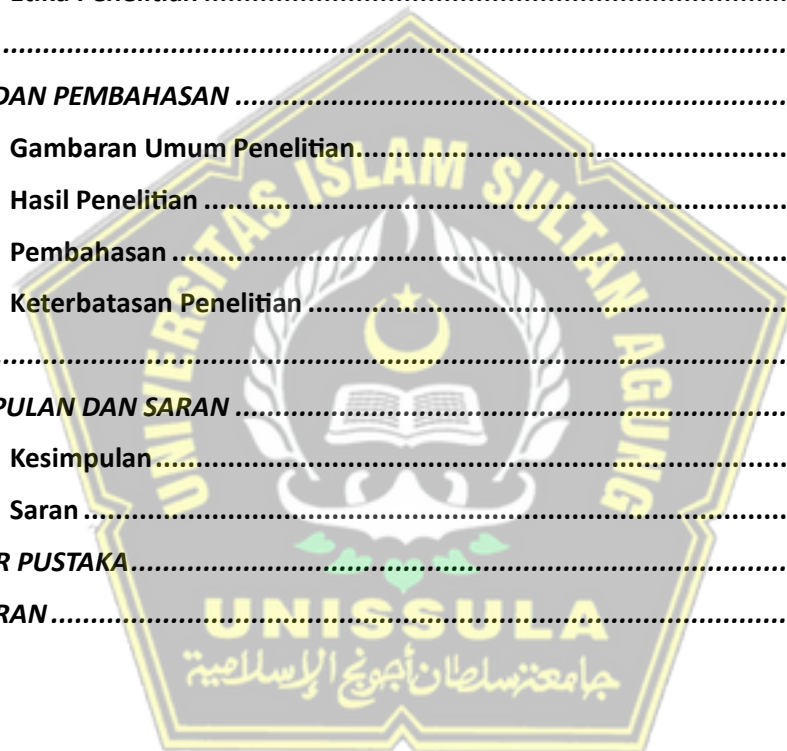 Etika Penelitian ..........................................................................................
..........................................................................................
DAN PEMBAHASAN ..........................................................................................
Gambaran Umum Penelitian ..........................................................................................
Hasil Penelitian ..........................................................................................
Pembahasan ..........................................................................................
Keterbatasan Penelitian ..........................................................................................
..........................................................................................
PULAN DAN SARAN ..........................................................................................
Kesimpulan ..........................................................................................
Saran ..........................................................................................
R PUSTAKA ..........................................................................................
RAN ..........................................................................................
UNIVERSITAS ISLAM SULTAN AGUNG
UNISSULA
جامعة سلطان أجونج الإسلامية